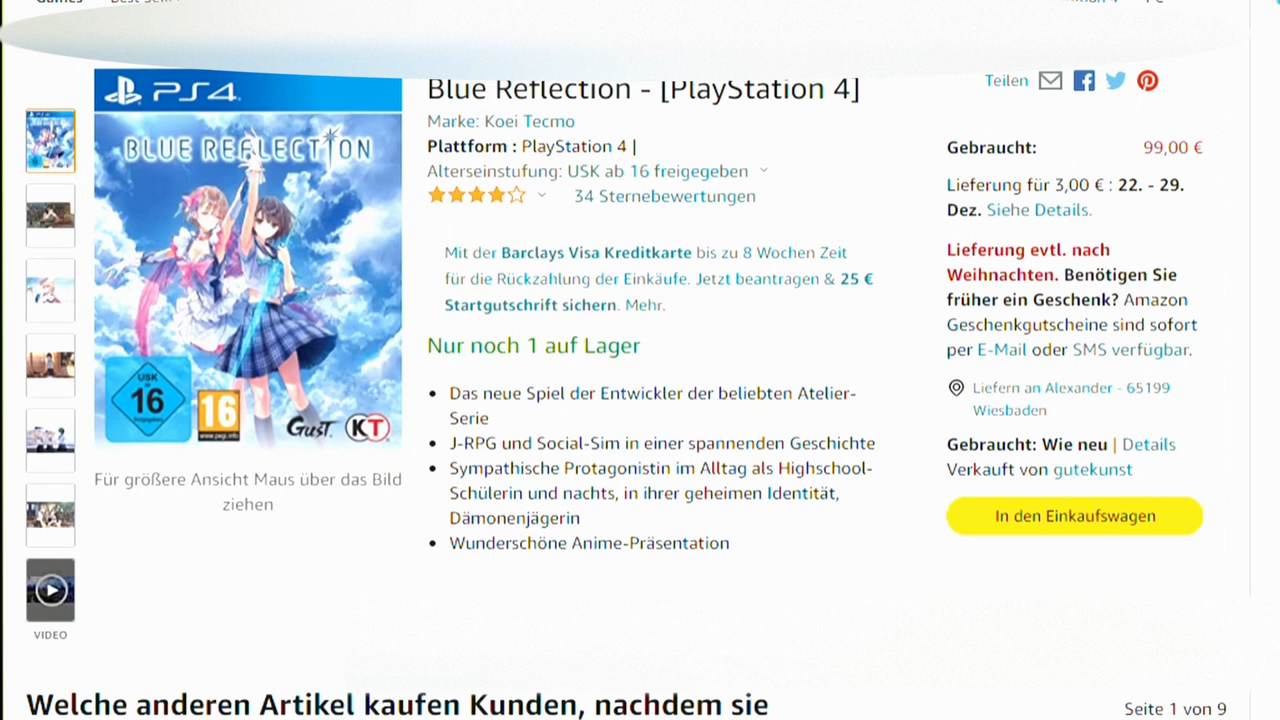 Blue Reflection - [PlayStation 4]
Marke: Koei Tecmo
Plattform : PlayStation 4 |
Alterseinstufung: USK ab 16 freigegeben
34 Sternebewertungen
Mit der Barclays Visa Kreditkarte bis zu 8 Wochen Zeit
für die Rückzahlung der Einkäufe. Jetzt beantragen & 25 €
Startgutschrift sichern. Mehr.
Nur noch 1 auf Lager
Das neue Spiel der Entwickler der beliebten Atelier-
Serie
J-RPG und Social-Sim in einer spannenden Geschichte
Sympathische Protagonistin im Alltag als Highschool-
Schülerin und nachts, in ihrer geheimen Identität,
Dämonenjägerin
Wunderschöne Anime-Präsentation
PS4
BLUE REFLECTION
USK
ab
16
freigegeben
16
www.pegi.info
GUST
KT
Für größere Ansicht Maus über das Bild
ziehen
VIDEO
Teilen
Gebraucht: 99,00 €
Lieferung für 3,00 € : 22. - 29.
Dez. Siehe Details.
Lieferung evtl. nach
Weihnachten. Benötigen Sie
früher ein Geschenk? Amazon
Geschenkgutscheine sind sofort
per E-Mail oder SMS verfügbar.
Liefern an Alexander - 65199
Wiesbaden
Gebraucht: Wie neu | Details
Verkauft von gutekunst
In den Einkaufswagen
Welche anderen Artikel kaufen Kunden, nachdem sie
Seite 1 von 9